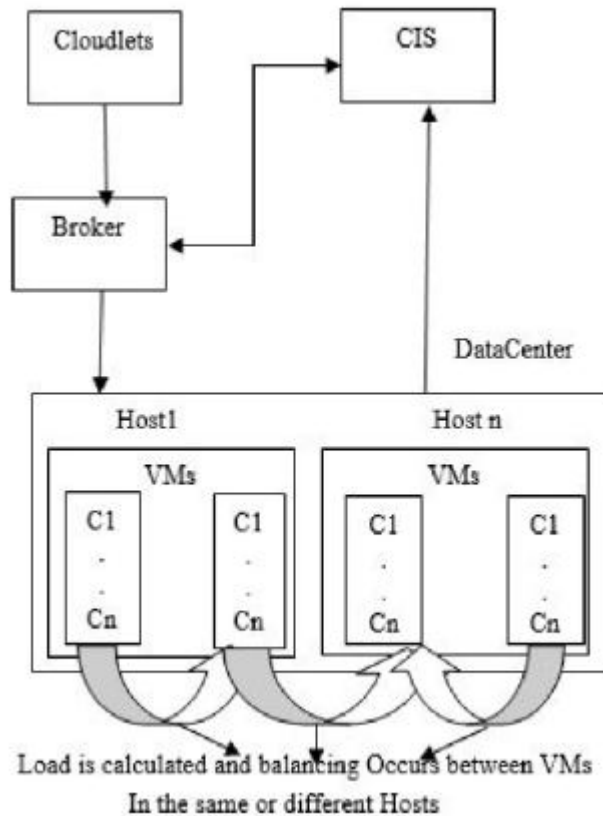 Cloudlets
CIS
Broker
DataCenter
Host1
Host n
VMs
VMs
C1
.
.
Cn
C1
.
.
Cn
C1
.
.
Cn
C1
.
.
Cn
Load is calculated and balancing Occurs between VMs
In the same or different Hosts